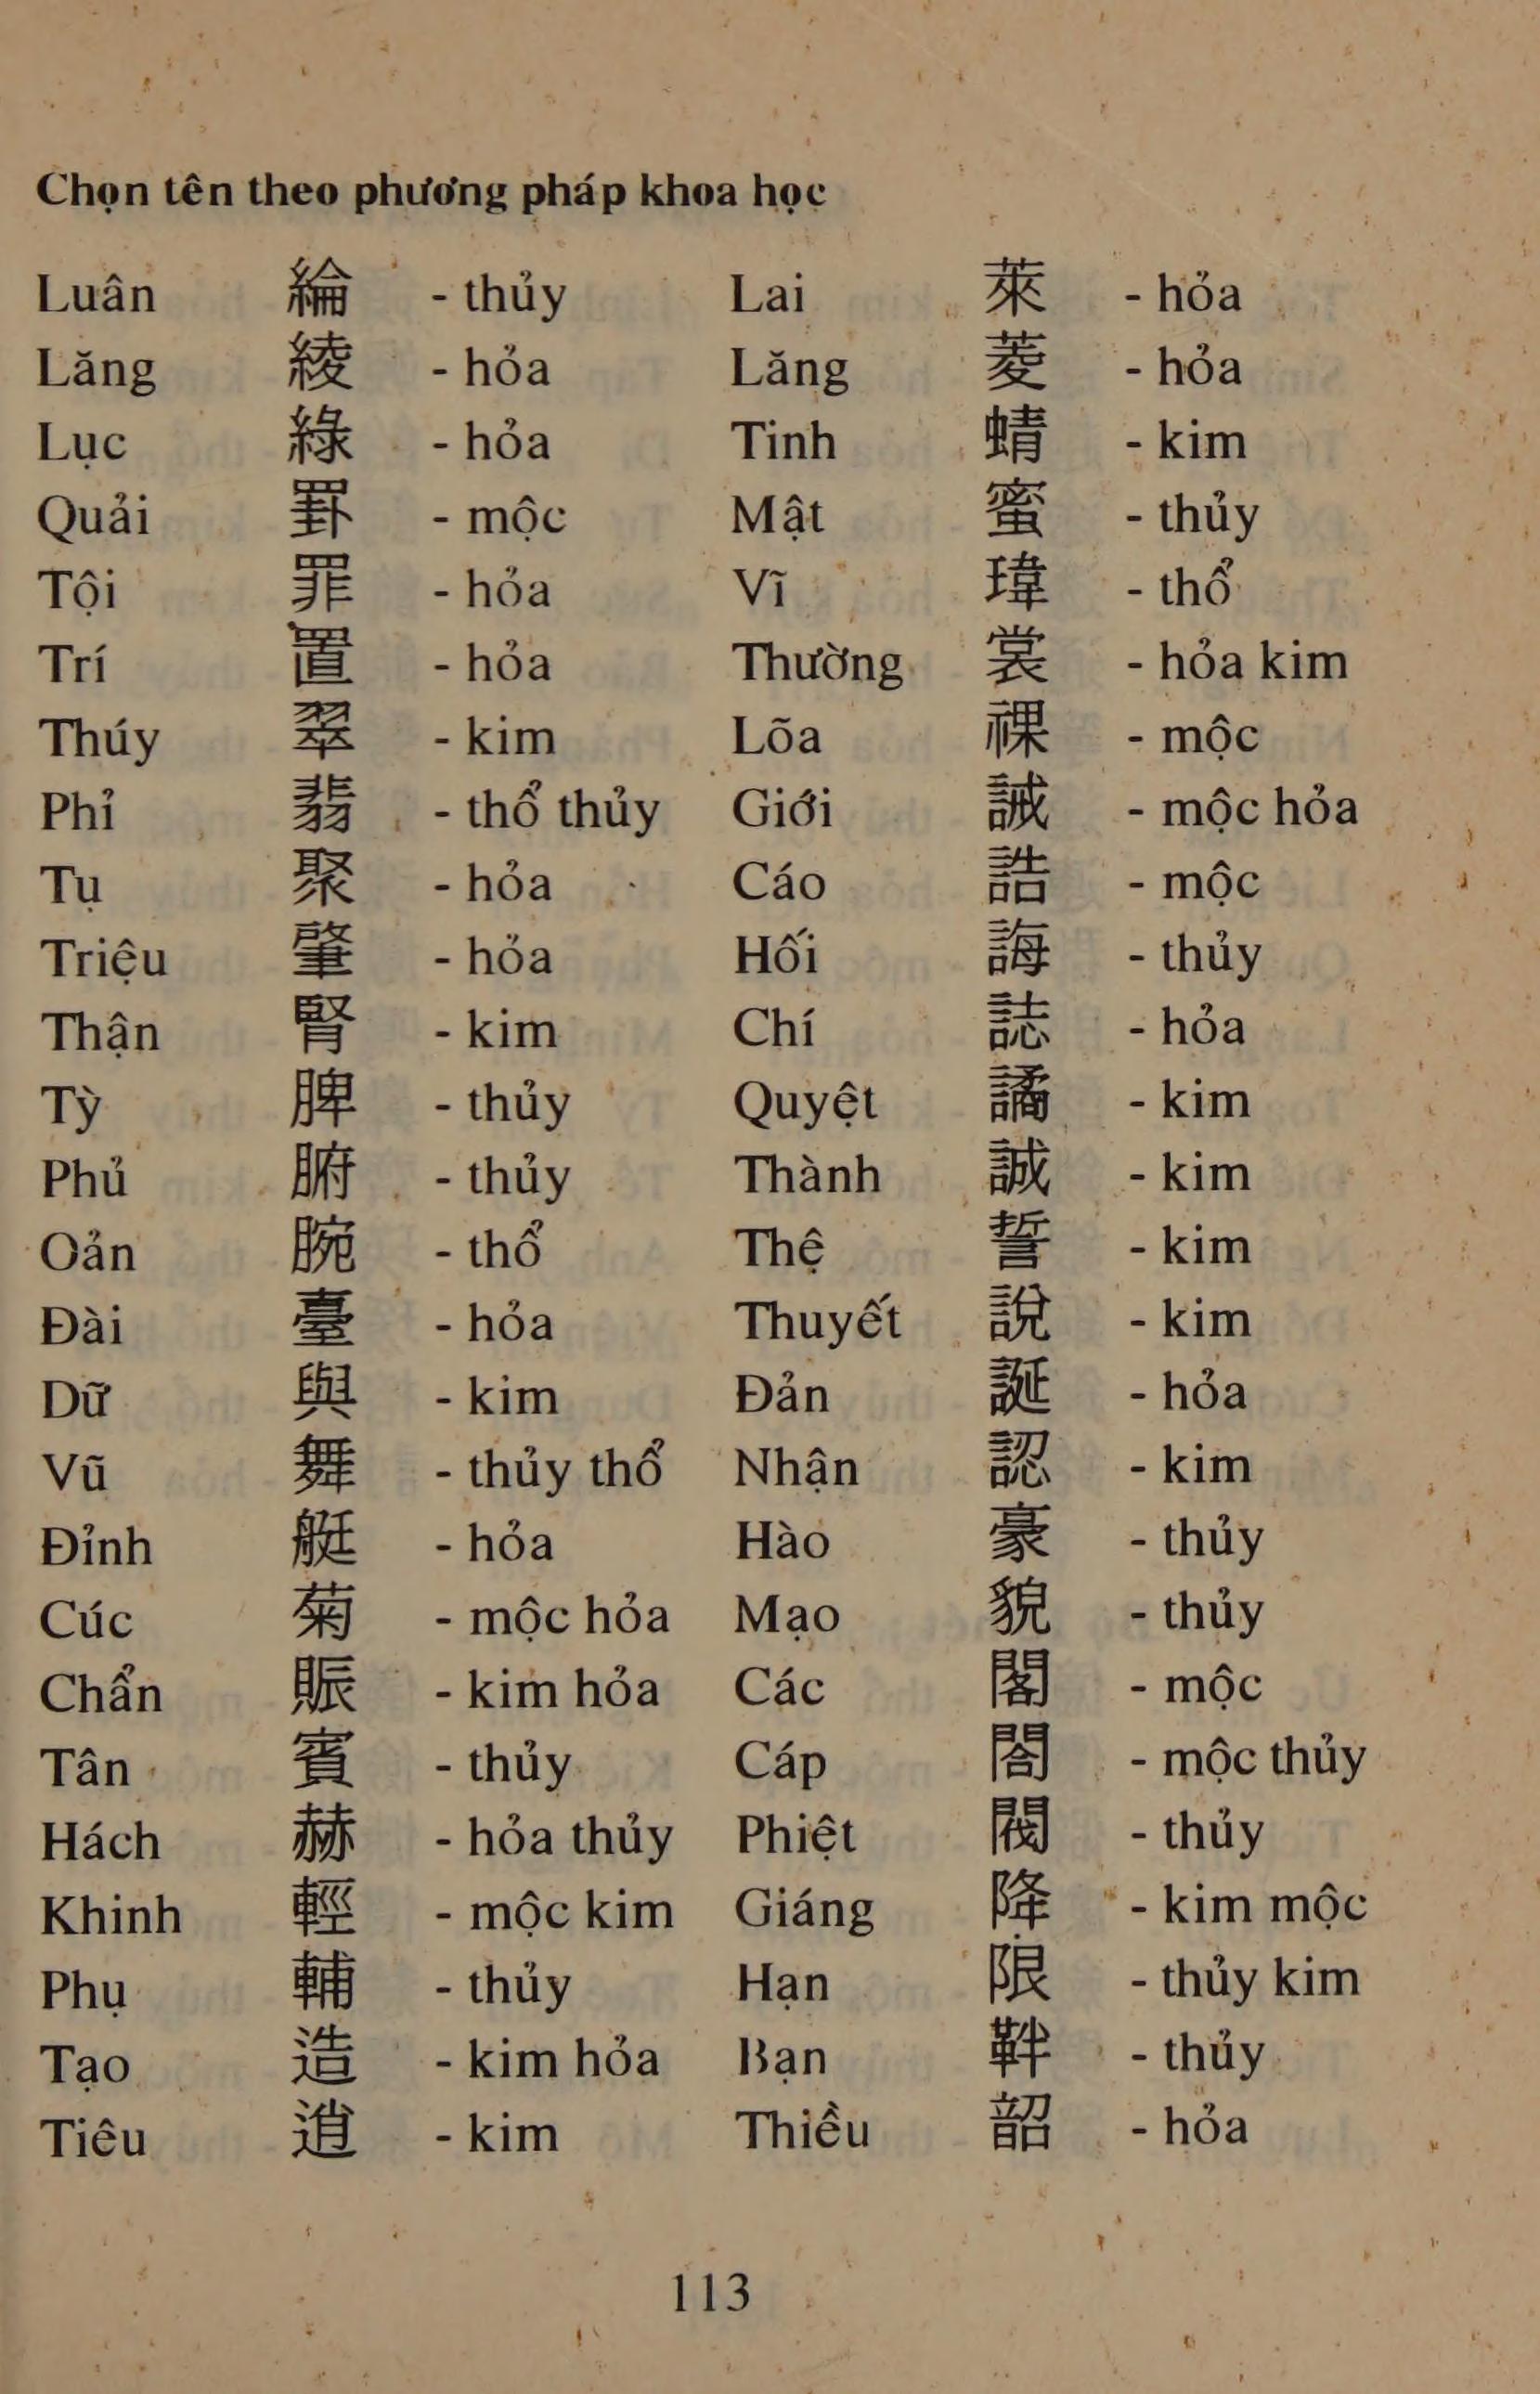 Chọn tên theo phương pháp khoa học
Luân 綸 - thủy Lai 萊 - hỏa
Lăng 綾 - hỏa Lăng 菱 - hỏa
Lục 綠 - hỏa Tinh 蜻 - kim
Quải 罫 - mộc Mật 蜜 - thủy
Tội 罪 - hỏa Vĩ 瑋 - thổ
Trí 置 - hỏa Thường 裳 - hỏa kim
Thúy 翠 - kim Lõa 裸 - mộc
Phỉ 翡 - thổ thủy Giới 誡 - mộc hỏa
Tụ 聚 - hỏa Cáo 誥 - mộc
Triệu 肇 - hỏa Hối 誨 - thủy
Thận 腎 - kim Chí 誌 - hỏa
Tỳ 脾 - thủy Quyệt 譎 - kim
Phủ 腑 - thủy Thành 誠 - kim
Oản 腕 - thổ Thệ 誓 - kim
Đài 臺 - hỏa Thuyết 說 - kim
Dữ 與 - kim Đản 誕 - hỏa
Vũ 舞 - thủy thổ Nhận 認 - kim
Đỉnh 艇 - hỏa Hào 豪 - thủy
Cúc 菊 - mộc hỏa Mạo 貌 - thủy
Chẩn 賑 - kim hỏa Các 閣 - mộc
Tân 賓 - thủy Cáp 閤 - mộc thủy
Hách 赫 - hỏa thủy Phiệt 閥 - thủy
Khinh 輕 - mộc kim Giáng 降 - kim mộc
Phụ 輔 - thủy Hạn 限 - thủy kim
Tạo 造 - kim hỏa Bạn 靽 - thủy
Tiêu 逍 - kim Thiều 韶 - hỏa
113